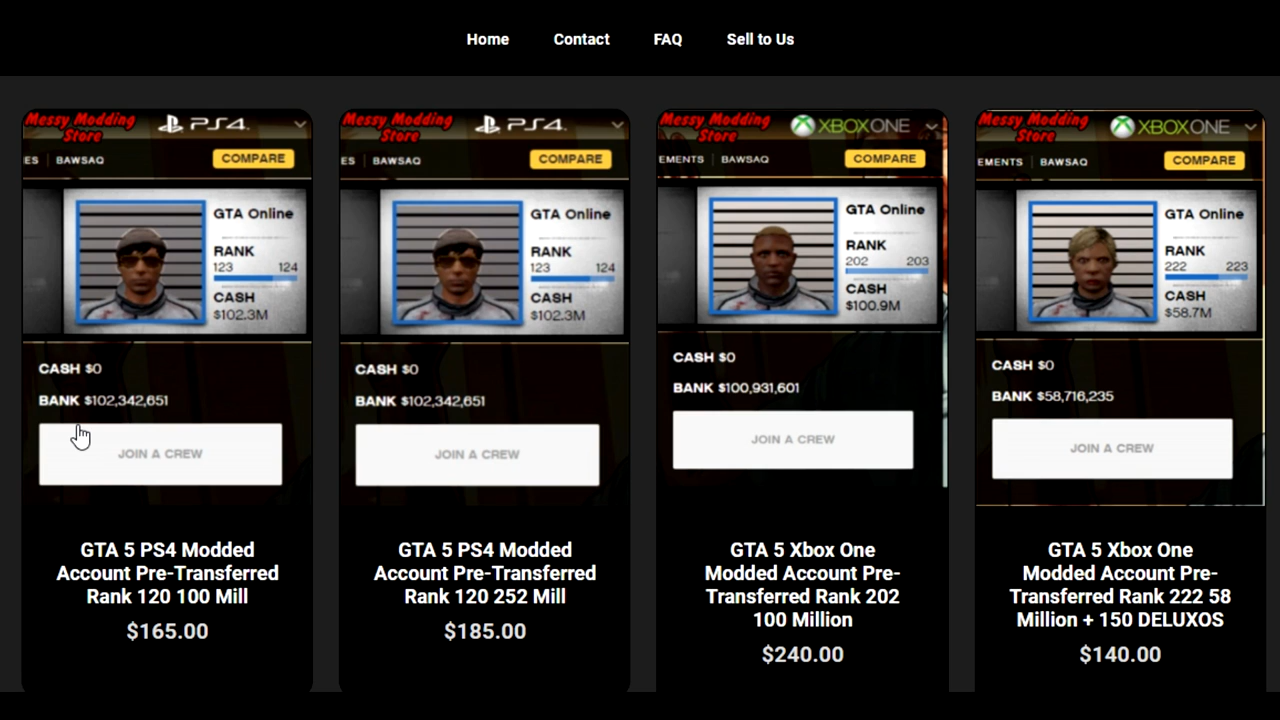 Home Contact FAQ Sell to Us
Messy Modding
Store
PS4
ES BAWSAQ COMPARE
GTA Online
RANK
123 124
CASH
$102.3M
CASH $0
BANK $102,342,651
JOIN A CREW
GTA 5 PS4 Modded
Account Pre-Transferred
Rank 120 100 Mill
$165.00
Messy Modding
Store
PS4
ES BAWSAQ COMPARE
GTA Online
RANK
123 124
CASH
$102.3M
CASH $0
BANK $102,342,651
JOIN A CREW
GTA 5 PS4 Modded
Account Pre-Transferred
Rank 120 252 Mill
$185.00
Messy Modding
Store
XBOX ONE
EMENTS BAWSAQ COMPARE
GTA Online
RANK
202 203
CASH
$100.9M
CASH $0
BANK $100,931,601
JOIN A CREW
GTA 5 Xbox One
Modded Account Pre-
Transferred Rank 202
100 Million
$240.00
Messy Modding
Store
XBOX ONE
EMENTS BAWSAQ COMPARE
GTA Online
RANK
222 223
CASH
$58.7M
CASH $0
BANK $58,716,235
JOIN A CREW
GTA 5 Xbox One
Modded Account Pre-
Transferred Rank 222 58
Million + 150 DELUXOS
$140.00